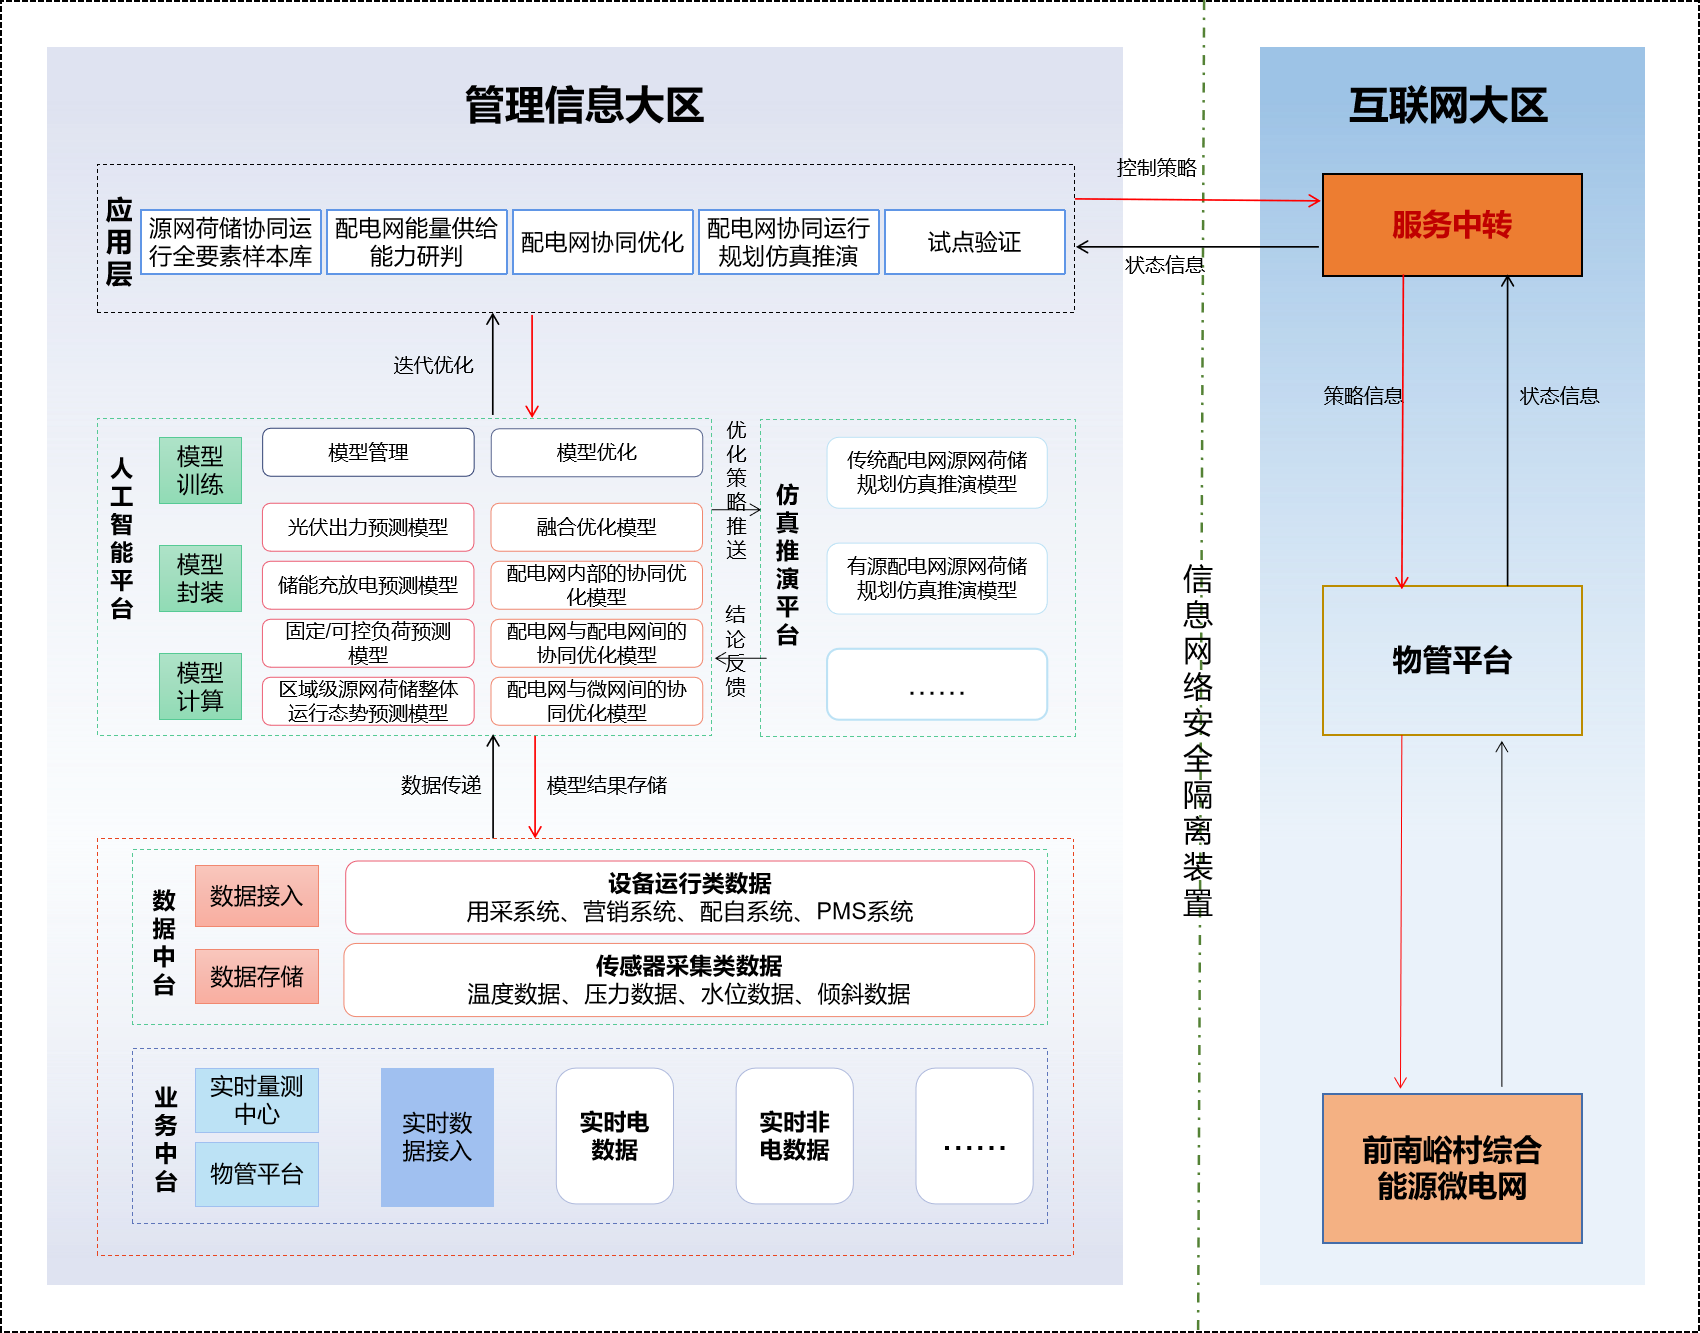 管理信息大区
互联网大区
应用层
源网荷储协同运
行全要素样本库
配电网能量供给
能力研判
配电网协同优化
配电网协同运行
规划仿真推演
试点验证
控制策略
状态信息
服务中转
迭代优化
策略信息
状态信息
人工智能平台
模型
训练
模型
封装
模型
计算
模型管理
模型优化
光伏出力预测模型
融合优化模型
储能充放电预测模型
配电网内部的协同优
化模型
固定/可控负荷预测
模型
配电网与配电网间的
协同优化模型
区域级源网荷储整体
运行态势预测模型
配电网与微网间的协
同优化模型
优化策略推送
结论反馈
仿真推演平台
传统配电网源网荷储
规划仿真推演模型
有源配电网源网荷储
规划仿真推演模型
……
信息网络安全隔离装置
物管平台
数据传递
模型结果存储
数据中台
数据接入
数据存储
设备运行类数据
用采系统、营销系统、配自系统、PMS系统
传感器采集类数据
温度数据、压力数据、水位数据、倾斜数据
业务中台
实时量测
中心
物管平台
实时数
据接入
实时电
数据
实时非
电数据
……
前南峪村综合
能源微电网